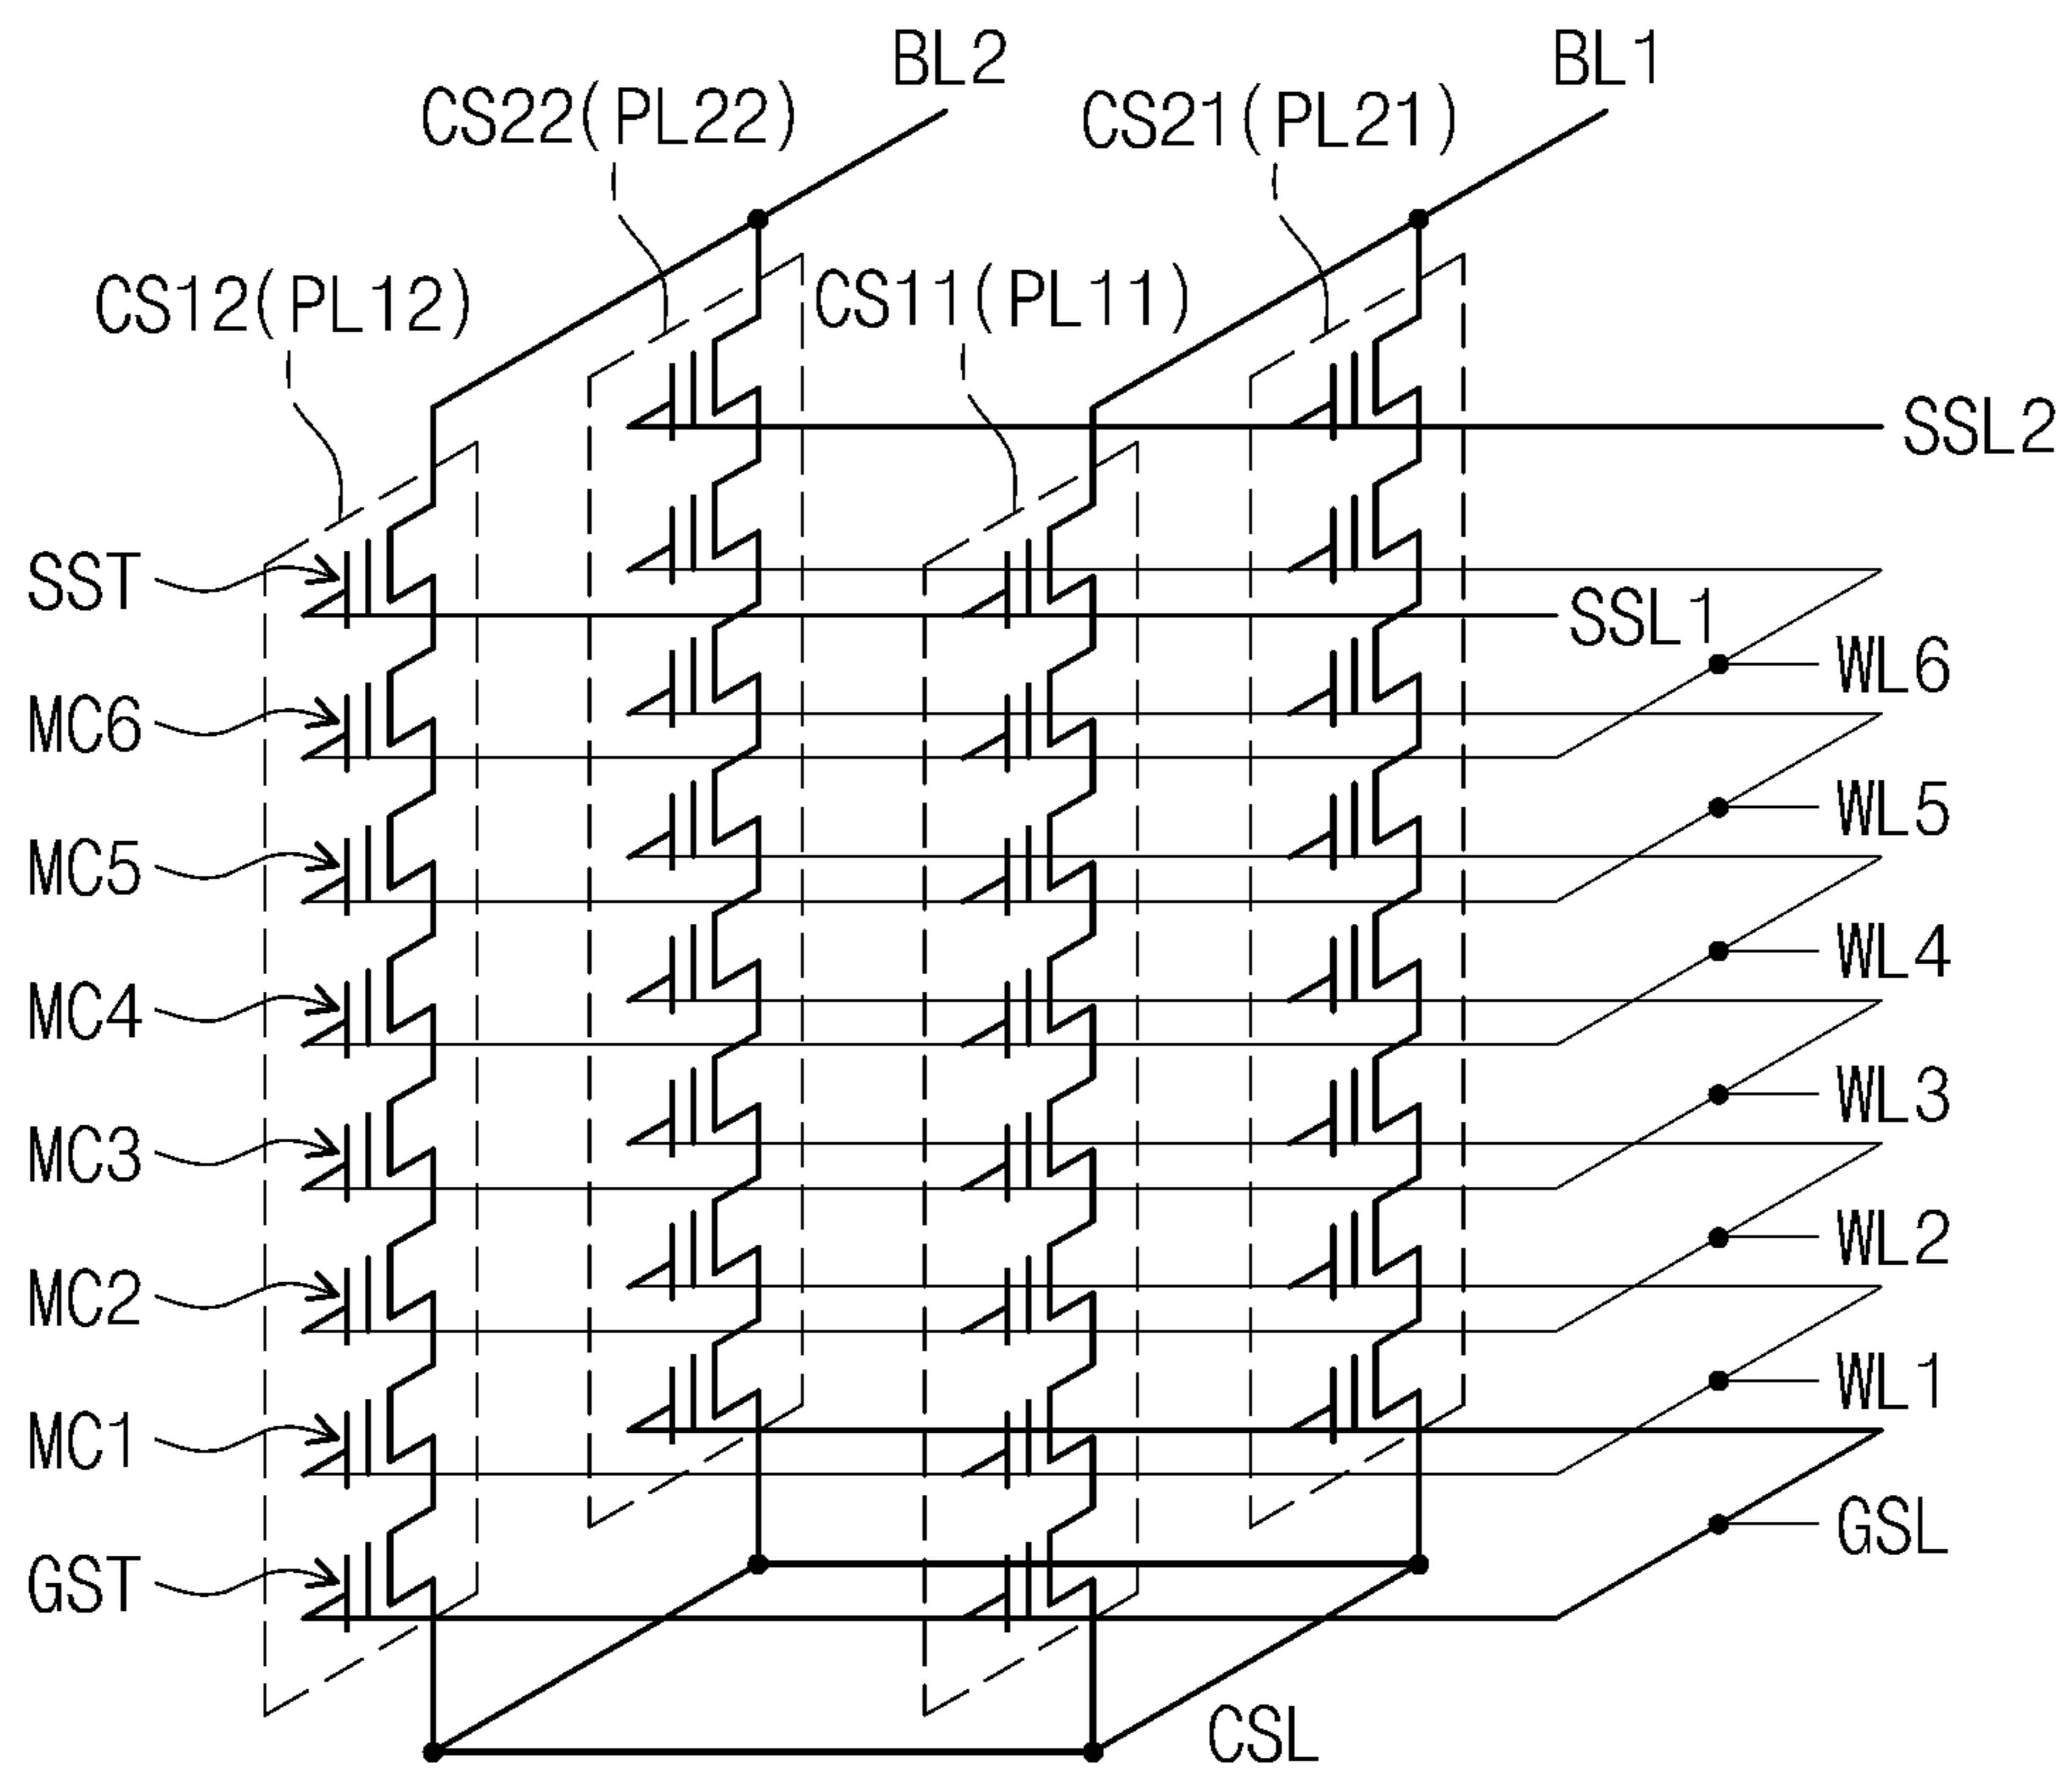 BL2
BL1
CS22(PL22)
CS21(PL21)
CS12(PL12)
CS11(PL11)
SSL2
SST
SSL1
WL6
MC6
WL5
MC5
WL4
MC4
WL3
MC3
WL2
MC2
WL1
MC1
GSL
GST
CSL